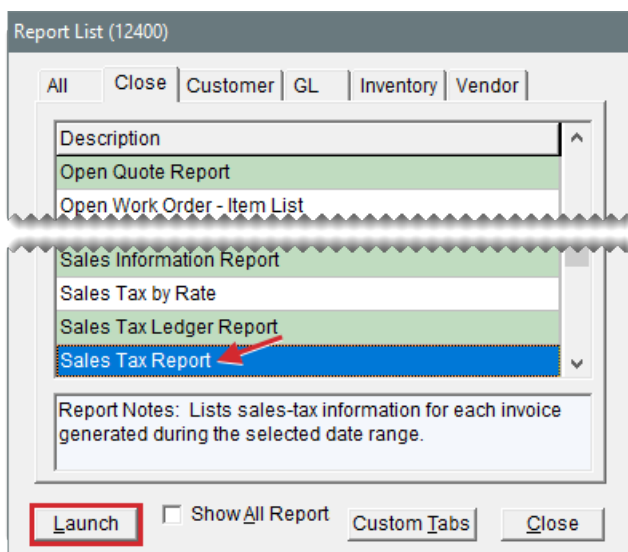 Report List (12400)
All Close Customer GL Inventory Vendor
Description
Open Quote Report
Open Work Order - Item List
Sales Information Report
Sales Tax by Rate
Sales Tax Ledger Report
Sales Tax Report
Report Notes: Lists sales-tax information for each invoice
generated during the selected date range.
Launch Show All Report Custom Tabs Close